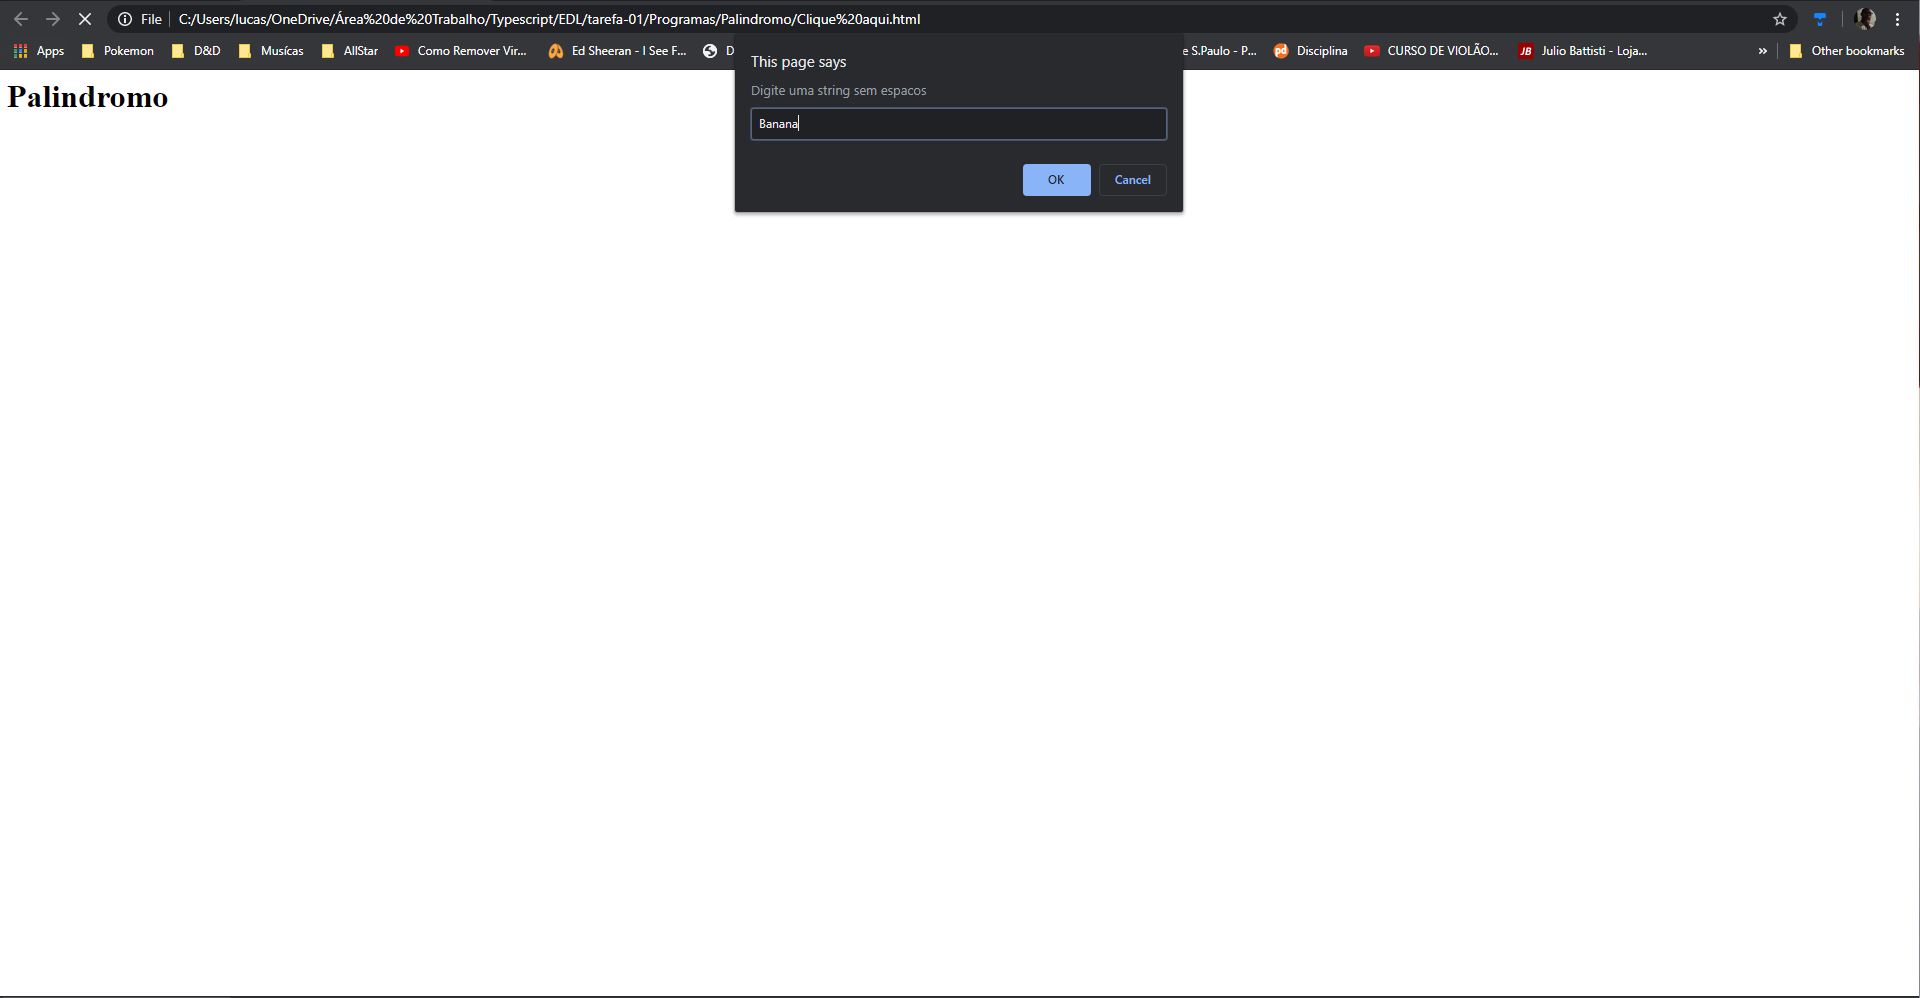 File C:/Users/lucas/OneDrive/Área%20de%20Trabalho/Typescript/EDL/tarefa-01/Programas/Palindromo/Clique%20aqui.html
Apps Pokemon D&D Musícas AllStar Como Remover Vir... Ed Sheeran - I See F... D e S.Paulo - P... Disciplina CURSO DE VIOLÃO... JB Julio Battisti - Loja... » Other bookmarks
This page says
Digite uma string sem espacos
Banana
OK Cancel
Palindromo